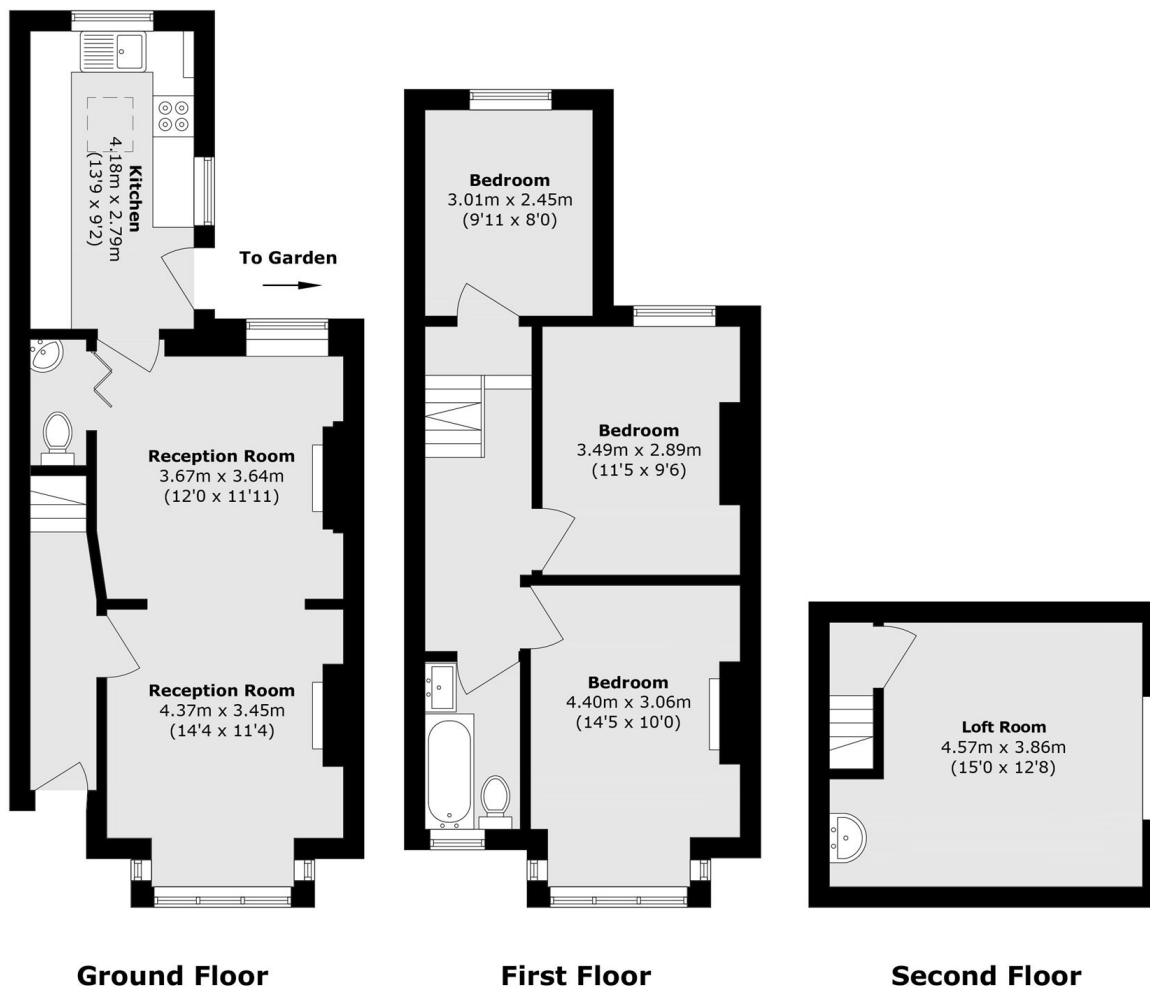 Kitchen
4.18m x 2.79m
(13'9 x 9'2)
To Garden
Reception Room
3.67m x 3.64m
(12'0 x 11'11)
Reception Room
4.37m x 3.45m
(14'4 x 11'4)
Ground Floor
Bedroom
3.01m x 2.45m
(9'11 x 8'0)
Bedroom
3.49m x 2.89m
(11'5 x 9'6)
Bedroom
4.40m x 3.06m
(14'5 x 10'0)
First Floor
Loft Room
4.57m x 3.86m
(15'0 x 12'8)
Second Floor